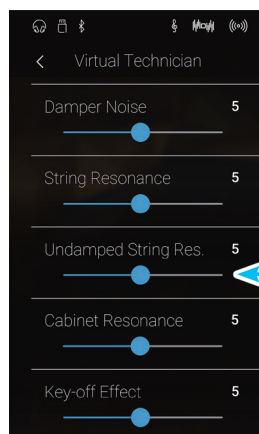 Virtual Technician
Damper Noise 5
String Resonance 5
Undamped String Res. 5
Cabinet Resonance 5
Key-off Effect 5